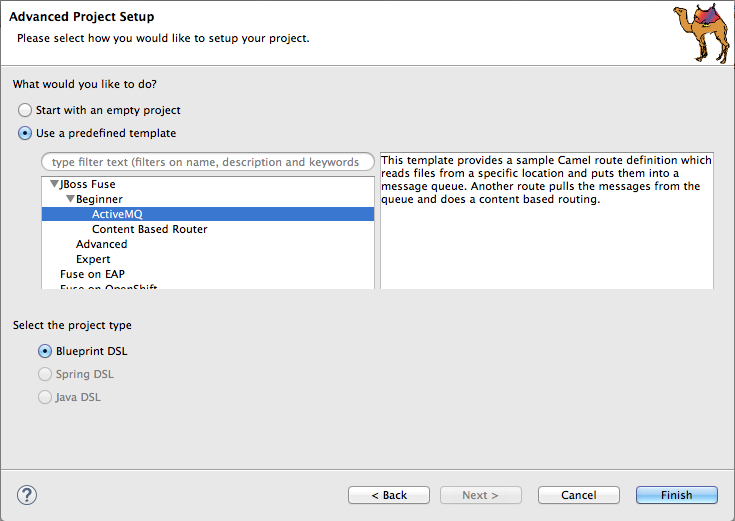 Advanced Project Setup
Please select how you would like to setup your project.
What would you like to do?
Start with an empty project
Use a predefined template
type filter text (filters on name, description and keywords
This template provides a sample Camel route definition which
reads files from a specific location and puts them into a
message queue. Another route pulls the messages from the
queue and does a content based routing.
JBoss Fuse
Beginner
ActiveMQ
Content Based Router
Advanced
Expert
Fuse on EAP
Fuse on OpenShift
Select the project type
Blueprint DSL
Spring DSL
Java DSL
?
< Back
Next >
Cancel
Finish